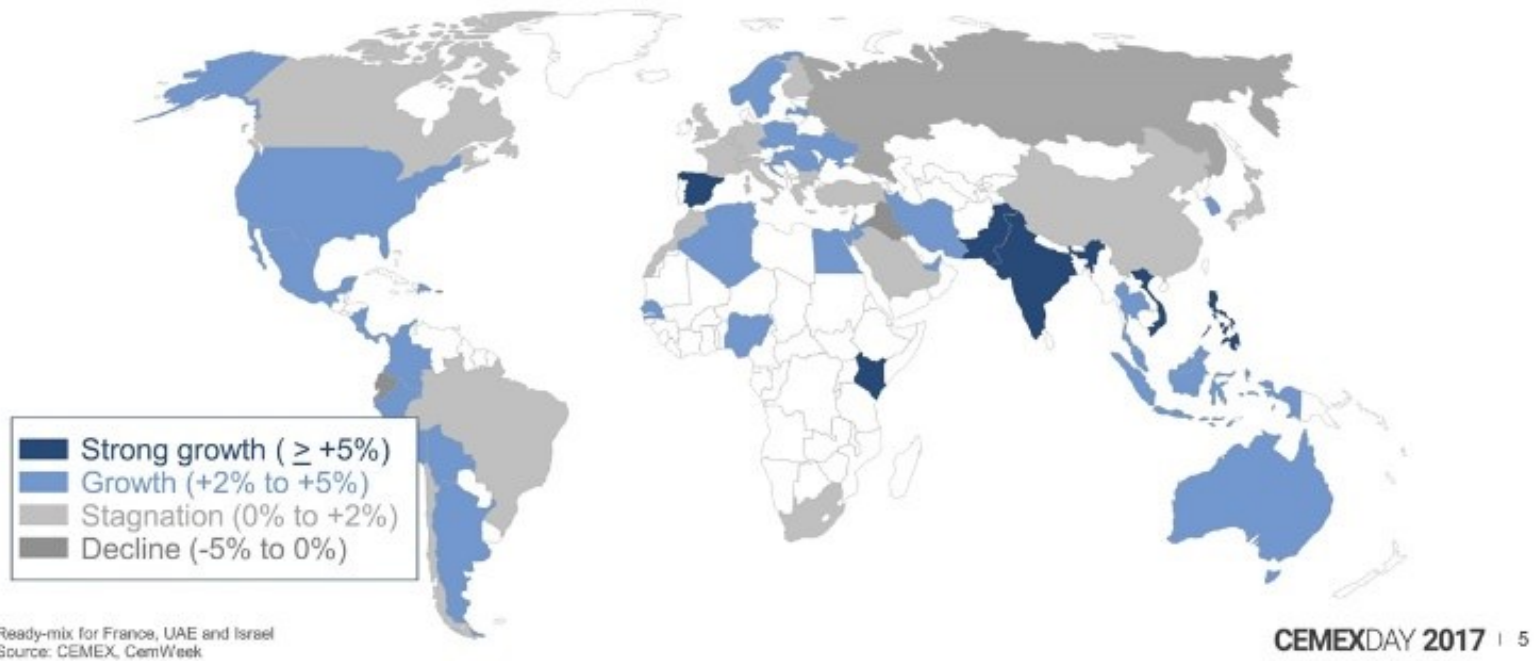 Strong growth ( ≥ +5%)
Growth (+2% to +5%)
Stagnation (0% to +2%)
Decline (-5% to 0%)
Ready-mix for France, UAE and Israel
Source: CEMEX, CemWeek
CEMEXDAY 2017 | 5